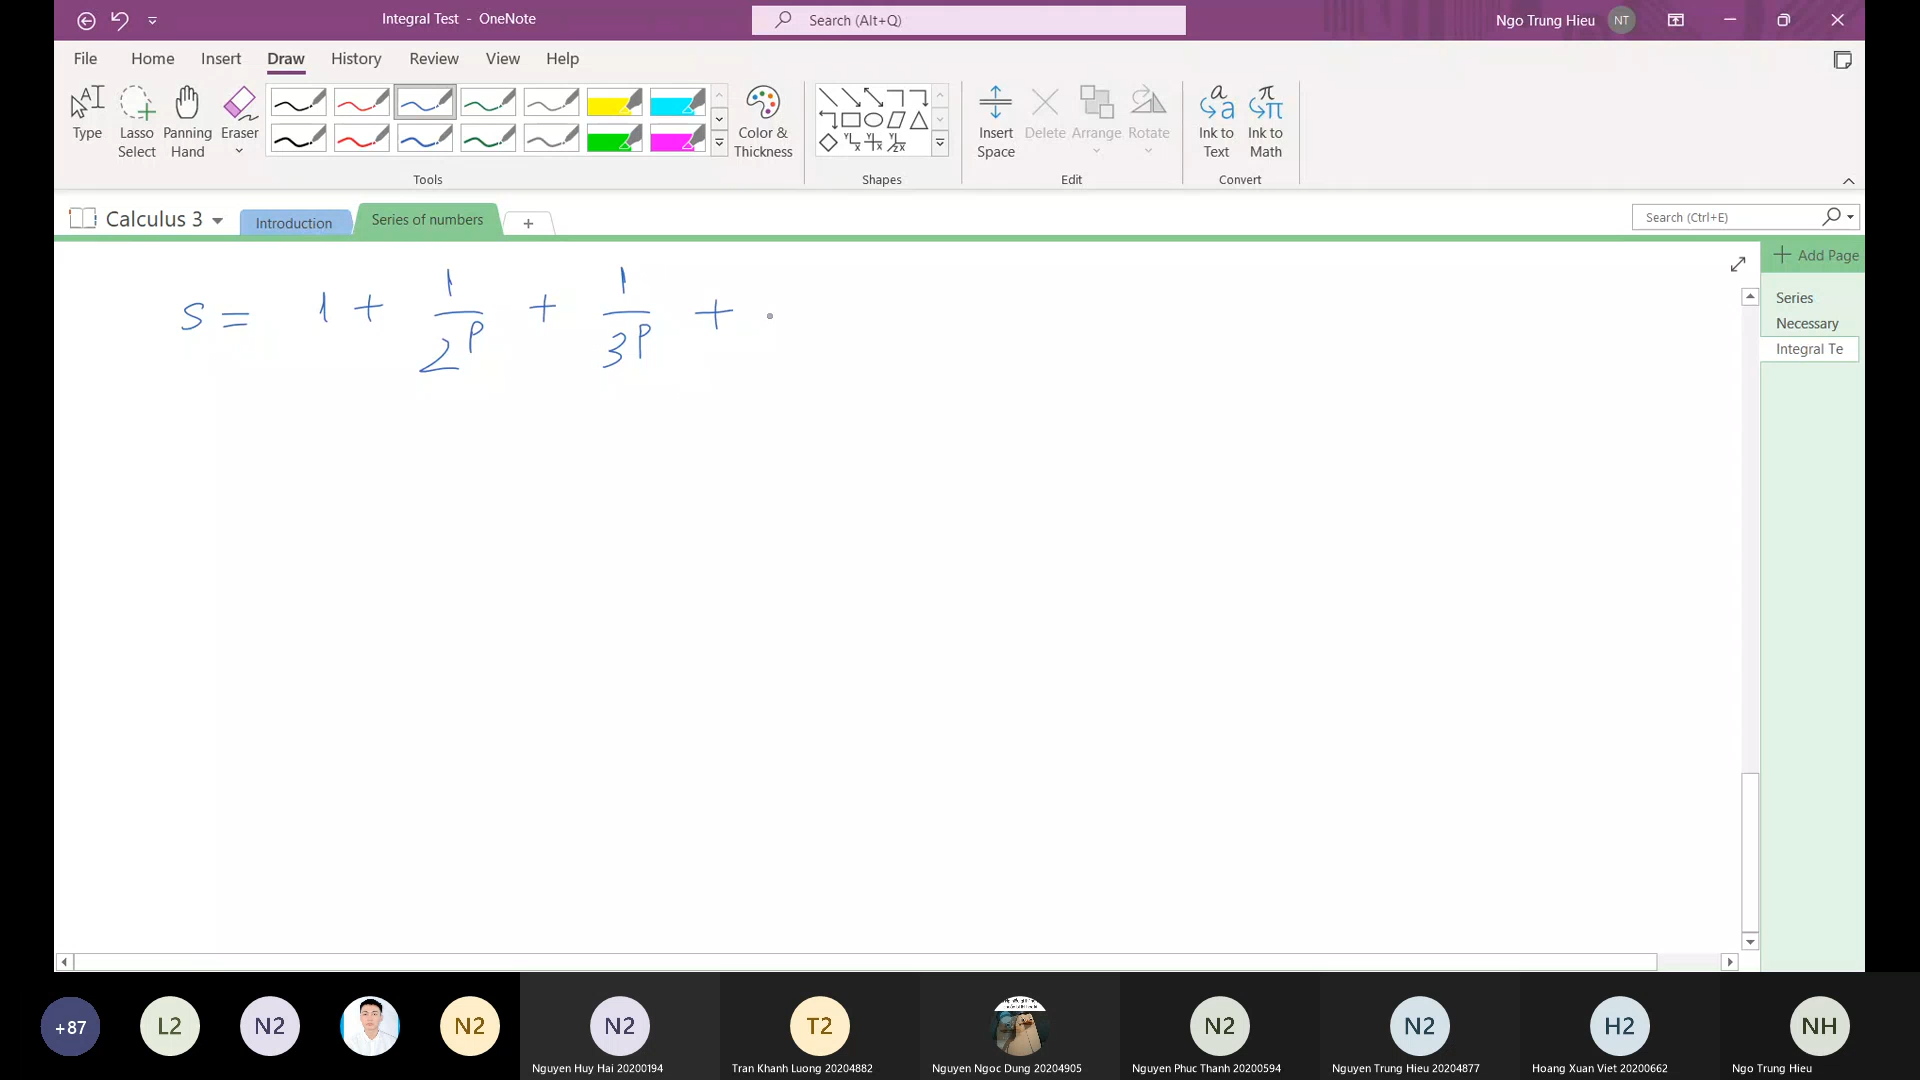 Integral Test - OneNote
Search (Alt+Q)
Ngo Trung Hieu
NT
File Home Insert Draw History Review View Help
Type
Lasso Select
Panning Hand
Eraser
Color & Thickness
Insert Space
Delete
Arrange
Rotate
Ink to Text
Ink to Math
Tools
Shapes
Edit
Convert
Calculus 3
Introduction
Series of numbers
+
Search (Ctrl+E)
Add Page
Series
Necessary
Integral Te
S = 1 + 1/2^p + 1/3^p + .
+87
L2
N2
N2
N2
T2
N2
N2
H2
NH
Nguyen Huy Hai 20200194
Tran Khanh Luong 20204882
Nguyen Ngoc Dung 20204905
Nguyen Phuc Thanh 20200594
Nguyen Trung Hieu 20204877
Hoang Xuan Viet 20200662
Ngo Trung Hieu